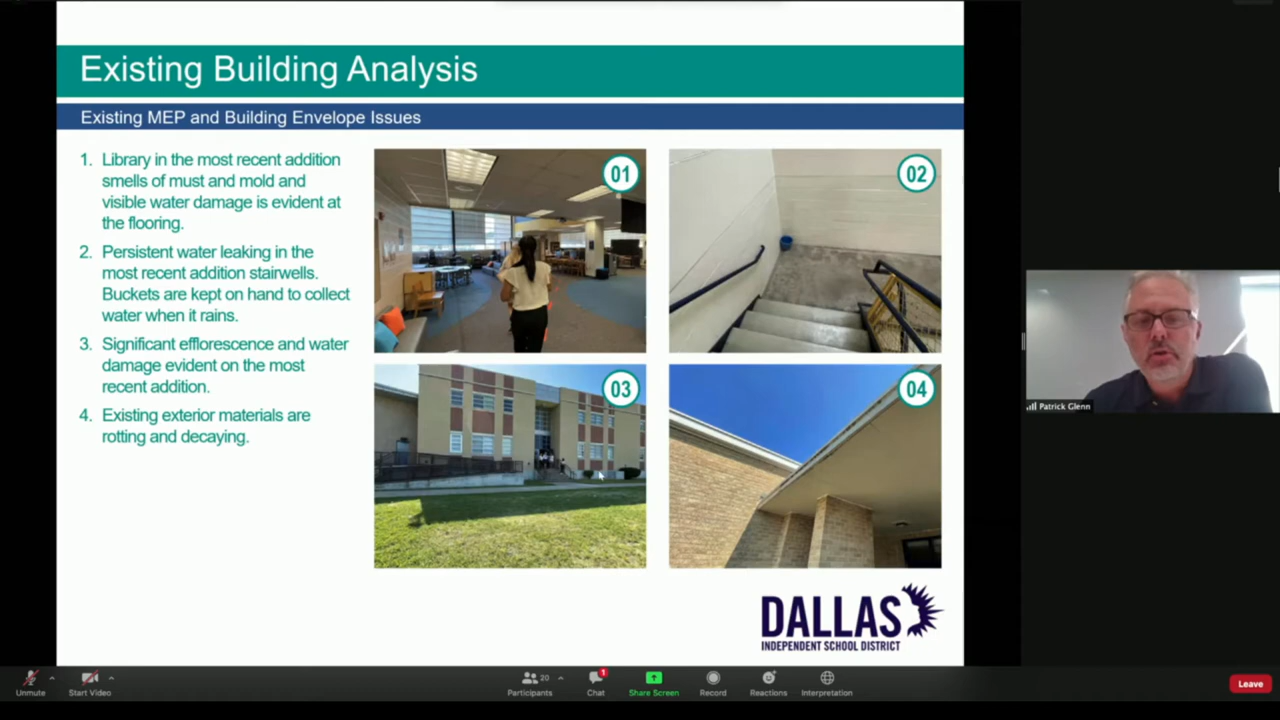 Existing Building Analysis
Existing MEP and Building Envelope Issues
1. Library in the most recent addition
smells of must and mold and
visible water damage is evident at
the flooring.
2. Persistent water leaking in the
most recent addition stairwells.
Buckets are kept on hand to collect
water when it rains.
3. Significant efflorescence and water
damage evident on the most
recent addition.
4. Existing exterior materials are
rotting and decaying.
01
02
03
04
DALLAS
INDEPENDENT SCHOOL DISTRICT
Patrick Glenn
Unmute
Start Video
20
Participants
1
Chat
Share Screen
Record
Reactions
Interpretation
Leave